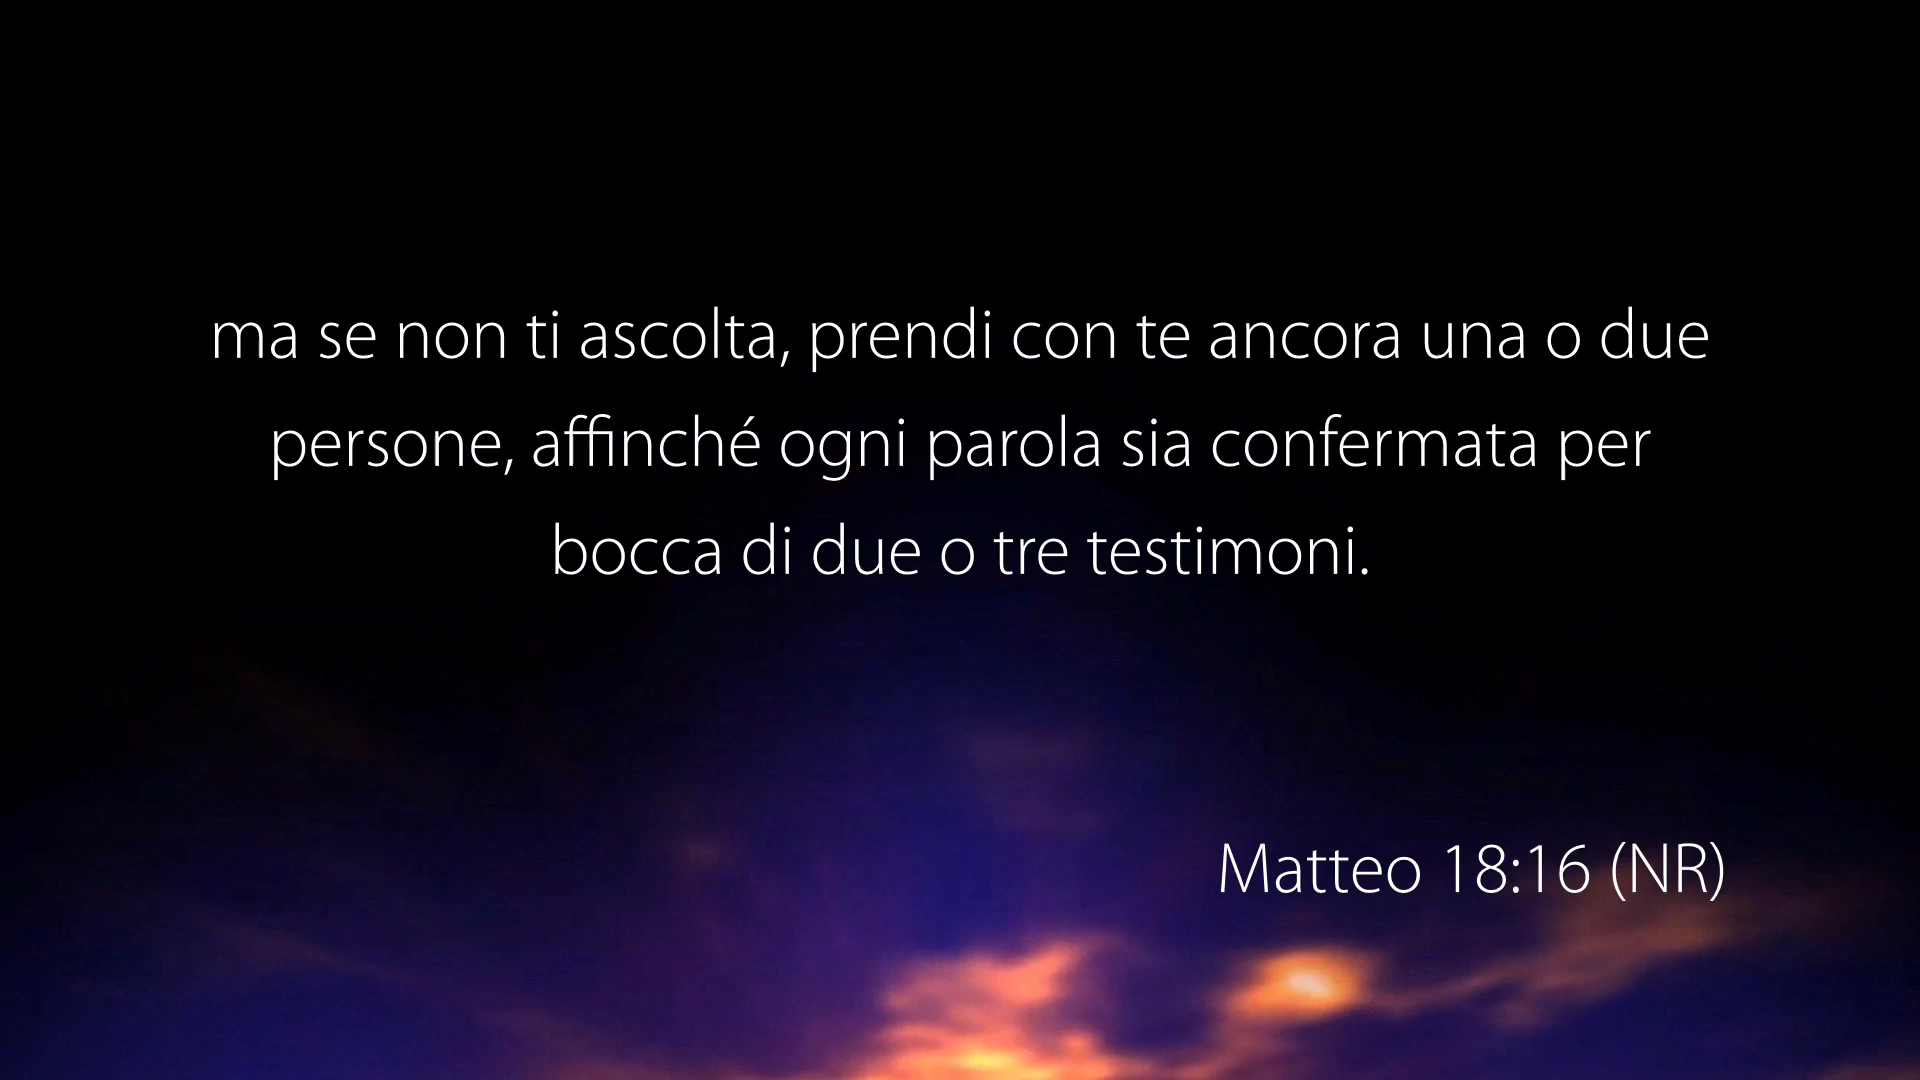 ma se non ti ascolta, prendi con te ancora una o due
persone, affinché ogni parola sia confermata per
bocca di due o tre testimoni.
Matteo 18:16 (NR)